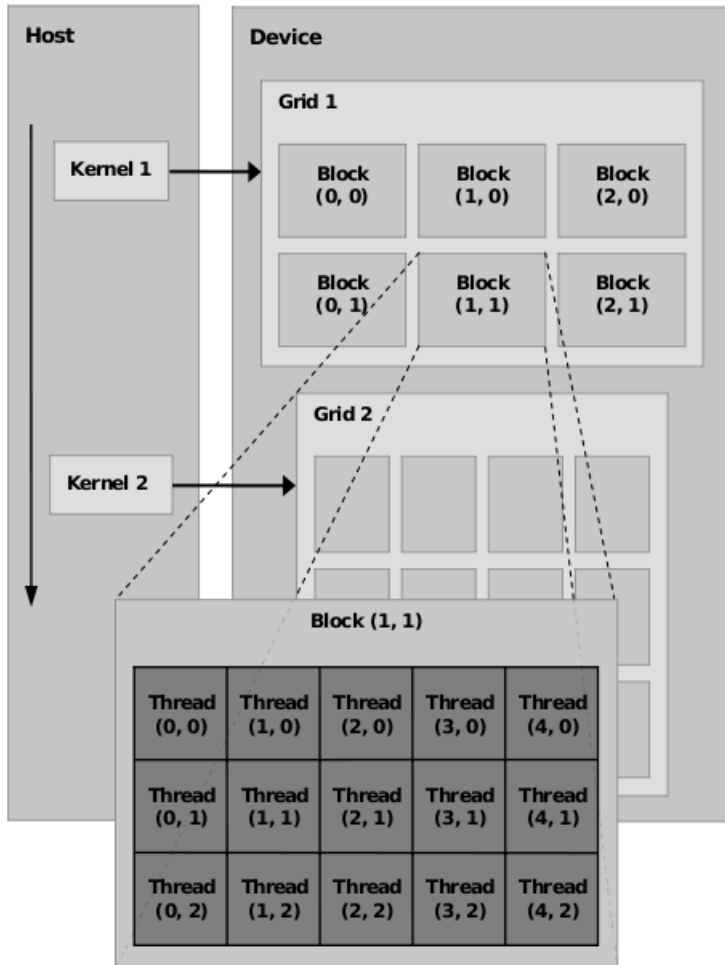 Host
Device
Grid 1
Kernel 1
Block
(0, 0)
Block
(1, 0)
Block
(2, 0)
Block
(0, 1)
Block
(1, 1)
Block
(2, 1)
Grid 2
Kernel 2
Block (1, 1)
Thread
(0, 0)
Thread
(1, 0)
Thread
(2, 0)
Thread
(3, 0)
Thread
(4, 0)
Thread
(0, 1)
Thread
(1, 1)
Thread
(2, 1)
Thread
(3, 1)
Thread
(4, 1)
Thread
(0, 2)
Thread
(1, 2)
Thread
(2, 2)
Thread
(3, 2)
Thread
(4, 2)